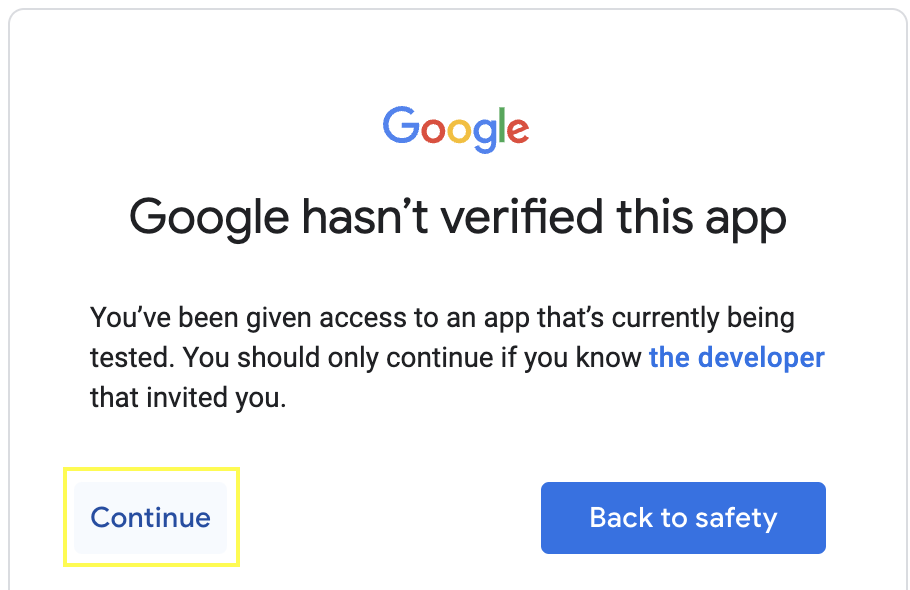 Google
Google hasn’t verified this app
You’ve been given access to an app that’s currently being
tested. You should only continue if you know the developer
that invited you.
Continue
Back to safety